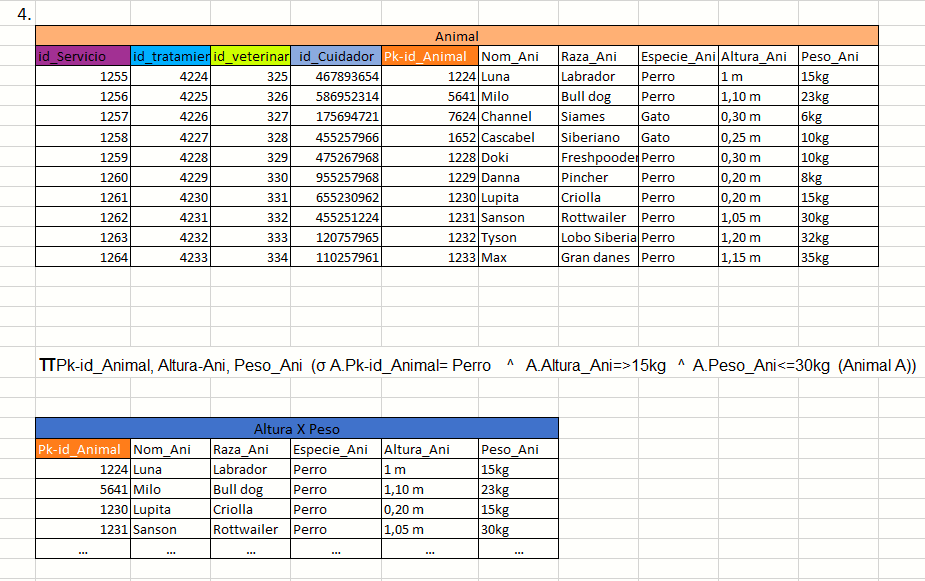 4.
Animal
id_Servicio id_tratamier id_veterinar id_Cuidador Pk-id_Animal Nom_Ani Raza_Ani Especie_Ani Altura_Ani Peso_Ani
1255 4224 325 467893654 1224 Luna Labrador Perro 1 m 15kg
1256 4225 326 586952314 5641 Milo Bull dog Perro 1,10 m 23kg
1257 4226 327 175694721 7624 Channel Siames Gato 0,30 m 6kg
1258 4227 328 455257966 1652 Cascabel Siberiano Gato 0,25 m 10kg
1259 4228 329 475267968 1228 Doki Freshpooder Perro 0,30 m 10kg
1260 4229 330 955257968 1229 Danna Pincher Perro 0,20 m 8kg
1261 4230 331 655230962 1230 Lupita Criolla Perro 0,20 m 15kg
1262 4231 332 455251224 1231 Sanson Rottwailer Perro 1,05 m 30kg
1263 4232 333 120757965 1232 Tyson Lobo Siberia Perro 1,20 m 32kg
1264 4233 334 110257961 1233 Max Gran danes Perro 1,15 m 35kg
πPk-id_Animal, Altura-Ani, Peso_Ani (σ A.Pk-id_Animal= Perro ^ A.Altura_Ani=>15kg ^ A.Peso_Ani<=30kg (Animal A))
Altura X Peso
Pk-id_Animal Nom_Ani Raza_Ani Especie_Ani Altura_Ani Peso_Ani
1224 Luna Labrador Perro 1 m 15kg
5641 Milo Bull dog Perro 1,10 m 23kg
1230 Lupita Criolla Perro 0,20 m 15kg
1231 Sanson Rottwailer Perro 1,05 m 30kg
... ... ... ... ... ...